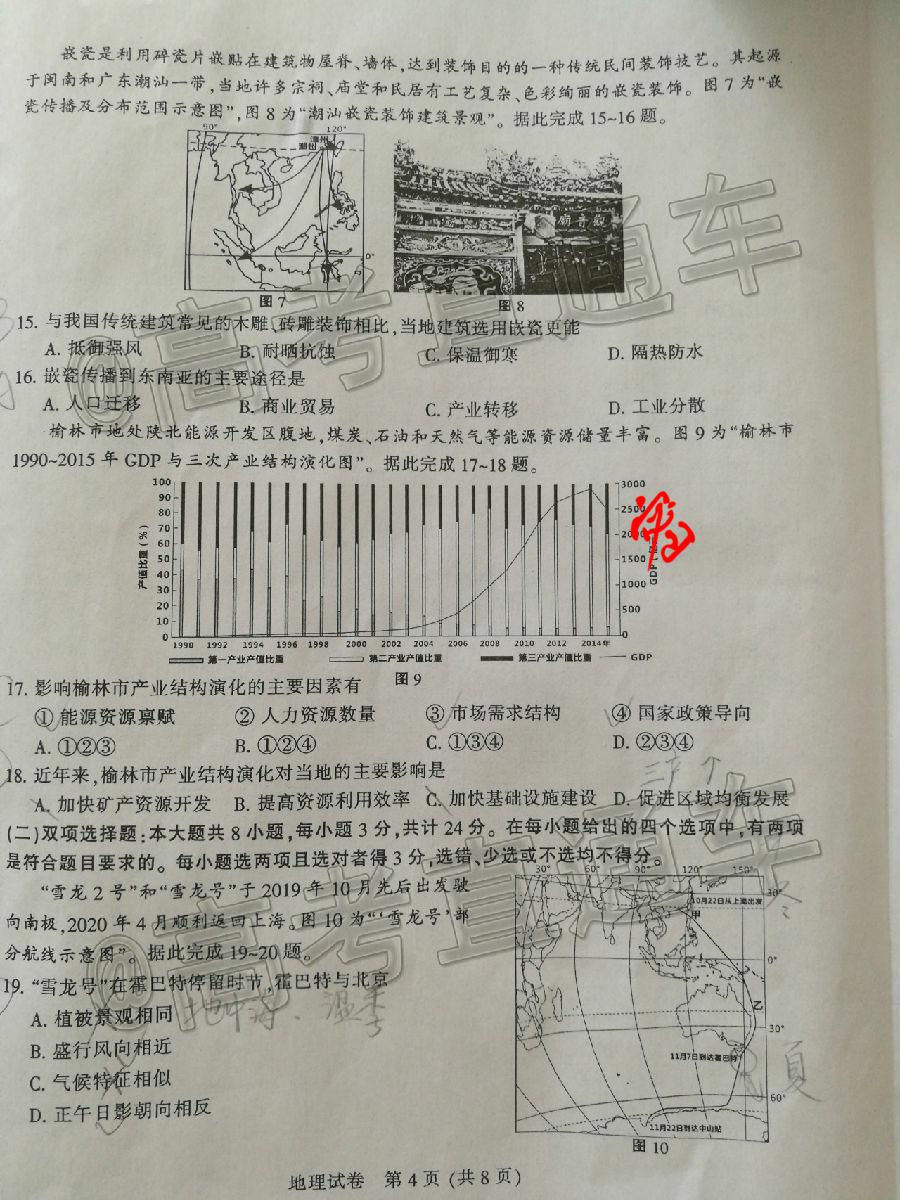 嵌瓷是利用碎瓷片嵌贴在建筑物屋脊、墙体,达到装饰目的的一种传统民间装饰技艺。其起源
于闽南和广东潮汕一带,当地许多宗祠、庙堂和民居有工艺复杂、色彩绚丽的嵌瓷装饰。图7为“嵌
瓷传播及分布范围示意图”,图8为“潮汕嵌瓷装饰建筑景观”。据此完成15~16题。
90° 120°
漳州
潮州
0°
图7
图8
15. 与我国传统建筑常见的木雕、砖雕装饰相比,当地建筑选用嵌瓷更能
A. 抵御强风 B. 耐晒抗蚀 C. 保温御寒 D. 隔热防水
16. 嵌瓷传播到东南亚的主要途径是
A. 人口迁移 B. 商业贸易 C. 产业转移 D. 工业分散
榆林市地处陕北能源开发区腹地,煤炭、石油和天然气等能源资源储量丰富。图9为“榆林市
1990~2015年GDP与三次产业结构演化图”。据此完成17~18题。
产值比重(%)
100
90
80
70
60
50
40
30
20
10
0
3000
2500
2000
1500
1000
500
0
1990 1992 1994 1996 1998 2000 2002 2004 2006 2008 2010 2012 2014年
第一产业产值比重 第二产业产值比重 第三产业产值比重 GDP
图9
17. 影响榆林市产业结构演化的主要因素有
①能源资源禀赋 ②人力资源数量 ③市场需求结构 ④国家政策导向
A. ①②③ B. ①②④ C. ①③④ D. ②③④
18. 近年来,榆林市产业结构演化对当地的主要影响是
A. 加快矿产资源开发 B. 提高资源利用效率 C. 加快基础设施建设 D. 促进区域均衡发展
(二)双项选择题:本大题共8小题,每小题3分,共计24分。在每小题给出的四个选项中,有两项
是符合题目要求的。每小题选两项且选对者得3分,选错、少选或不选均不得分。
“雪龙2号”和“雪龙号”于2019年10月先后出发驶
向南极,2020年4月顺利返回上海。图10为“‘雪龙号’部
分航线示意图”。据此完成19~20题。
19. “雪龙号”在霍巴特停留时节,霍巴特与北京
A. 植被景观相同
B. 盛行风向相近
C. 气候特征相似
D. 正午日影朝向相反
30° 60° 90° 120° 150°
30°
10月22日从上海出发
甲
0°
乙
30°
11月7日到达霍巴特
60°
11月22日到达中山站
图10
冬
夏
@高考直通车
@高考直通车
地理试卷 第4页(共8页)